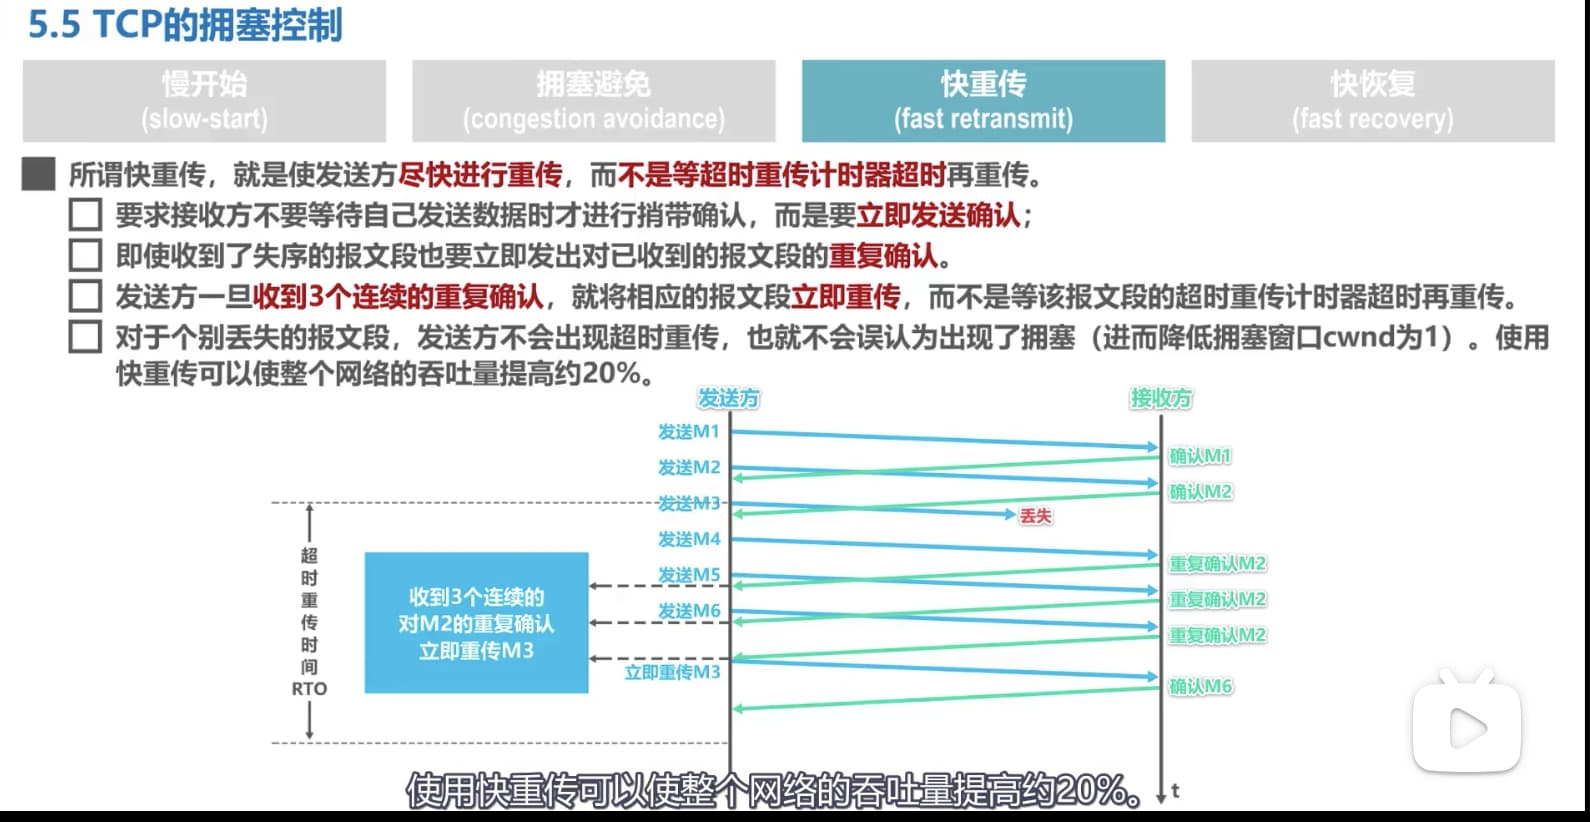 5.5 TCP的拥塞控制
慢开始
(slow-start)
拥塞避免
(congestion avoidance)
快重传
(fast retransmit)
快恢复
(fast recovery)
所谓快重传，就是使发送方尽快进行重传，而不是等超时重传计时器超时再重传。
要求接收方不要等待自己发送数据时才进行捎带确认，而是要立即发送确认；
即使收到了失序的报文段也要立即发出对已收到的报文段的重复确认。
发送方一旦收到3个连续的重复确认，就将相应的报文段立即重传，而不是等该报文段的超时重传计时器超时再重传。
对于个别丢失的报文段，发送方不会出现超时重传，也就不会误认为出现了拥塞（进而降低拥塞窗口cwnd为1）。使用
快重传可以使整个网络的吞吐量提高约20%。
发送方
接收方
发送M1
确认M1
发送M2
确认M2
发送M3
丢失
发送M4
重复确认M2
发送M5
重复确认M2
发送M6
重复确认M2
立即重传M3
确认M6
超时重传时间
RTO
收到3个连续的
对M2的重复确认
立即重传M3
t
使用快重传可以使整个网络的吞吐量提高约20%。